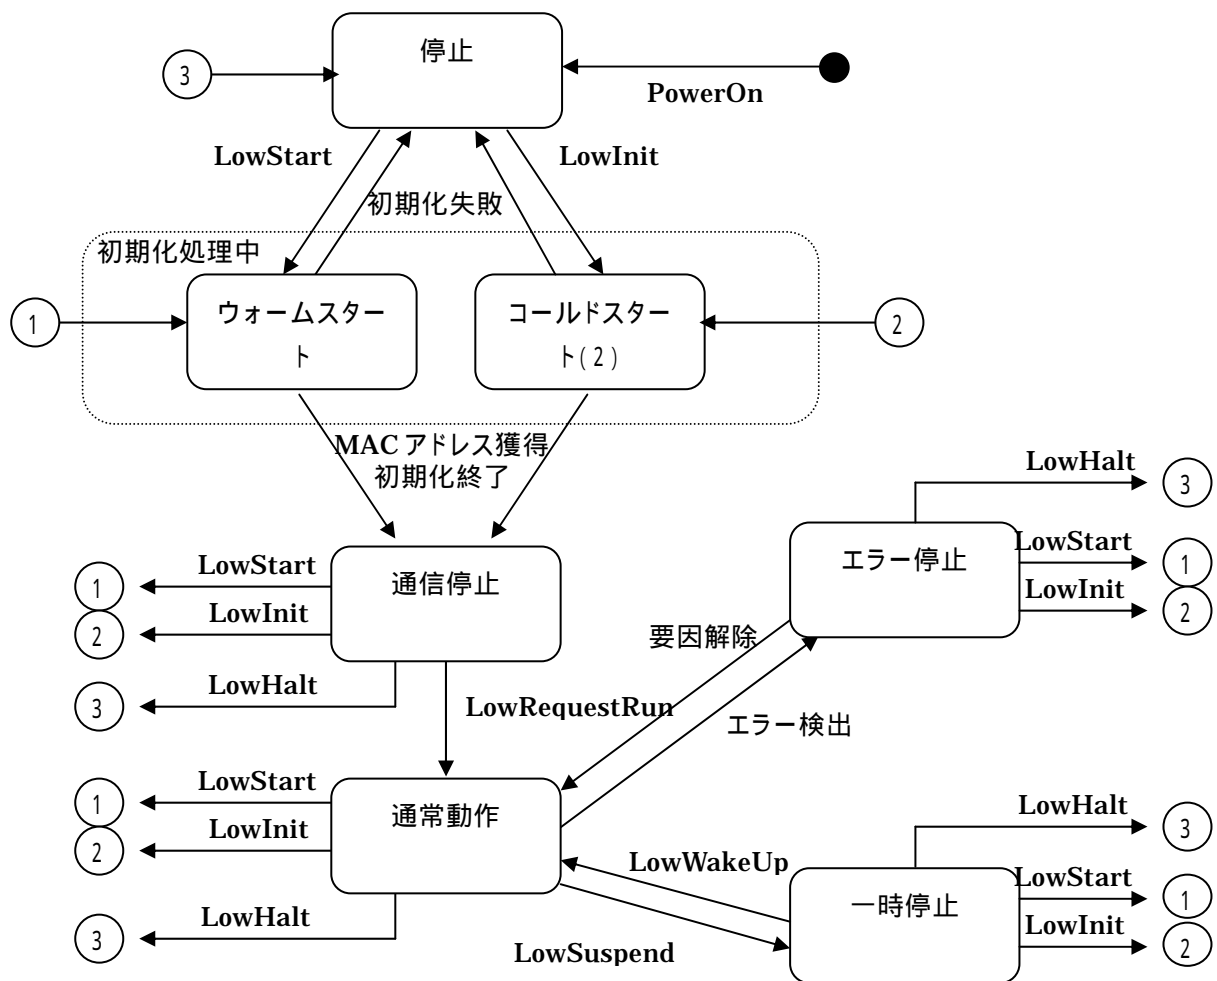 停止
3
PowerOn
LowStart
LowInit
初期化失敗
初期化処理中
ウォームスター
ト
コールドスター
ト(2)
1
2
MACアドレス獲得
初期化終了
LowHalt
3
エラー停止
LowStart
1
LowInit
2
通信停止
LowStart
1
LowInit
2
LowHalt
3
要因解除
LowRequestRun
エラー検出
通常動作
LowStart
1
LowInit
2
LowHalt
3
LowWakeUp
LowSuspend
LowHalt
3
一時停止
LowStart
1
LowInit
2